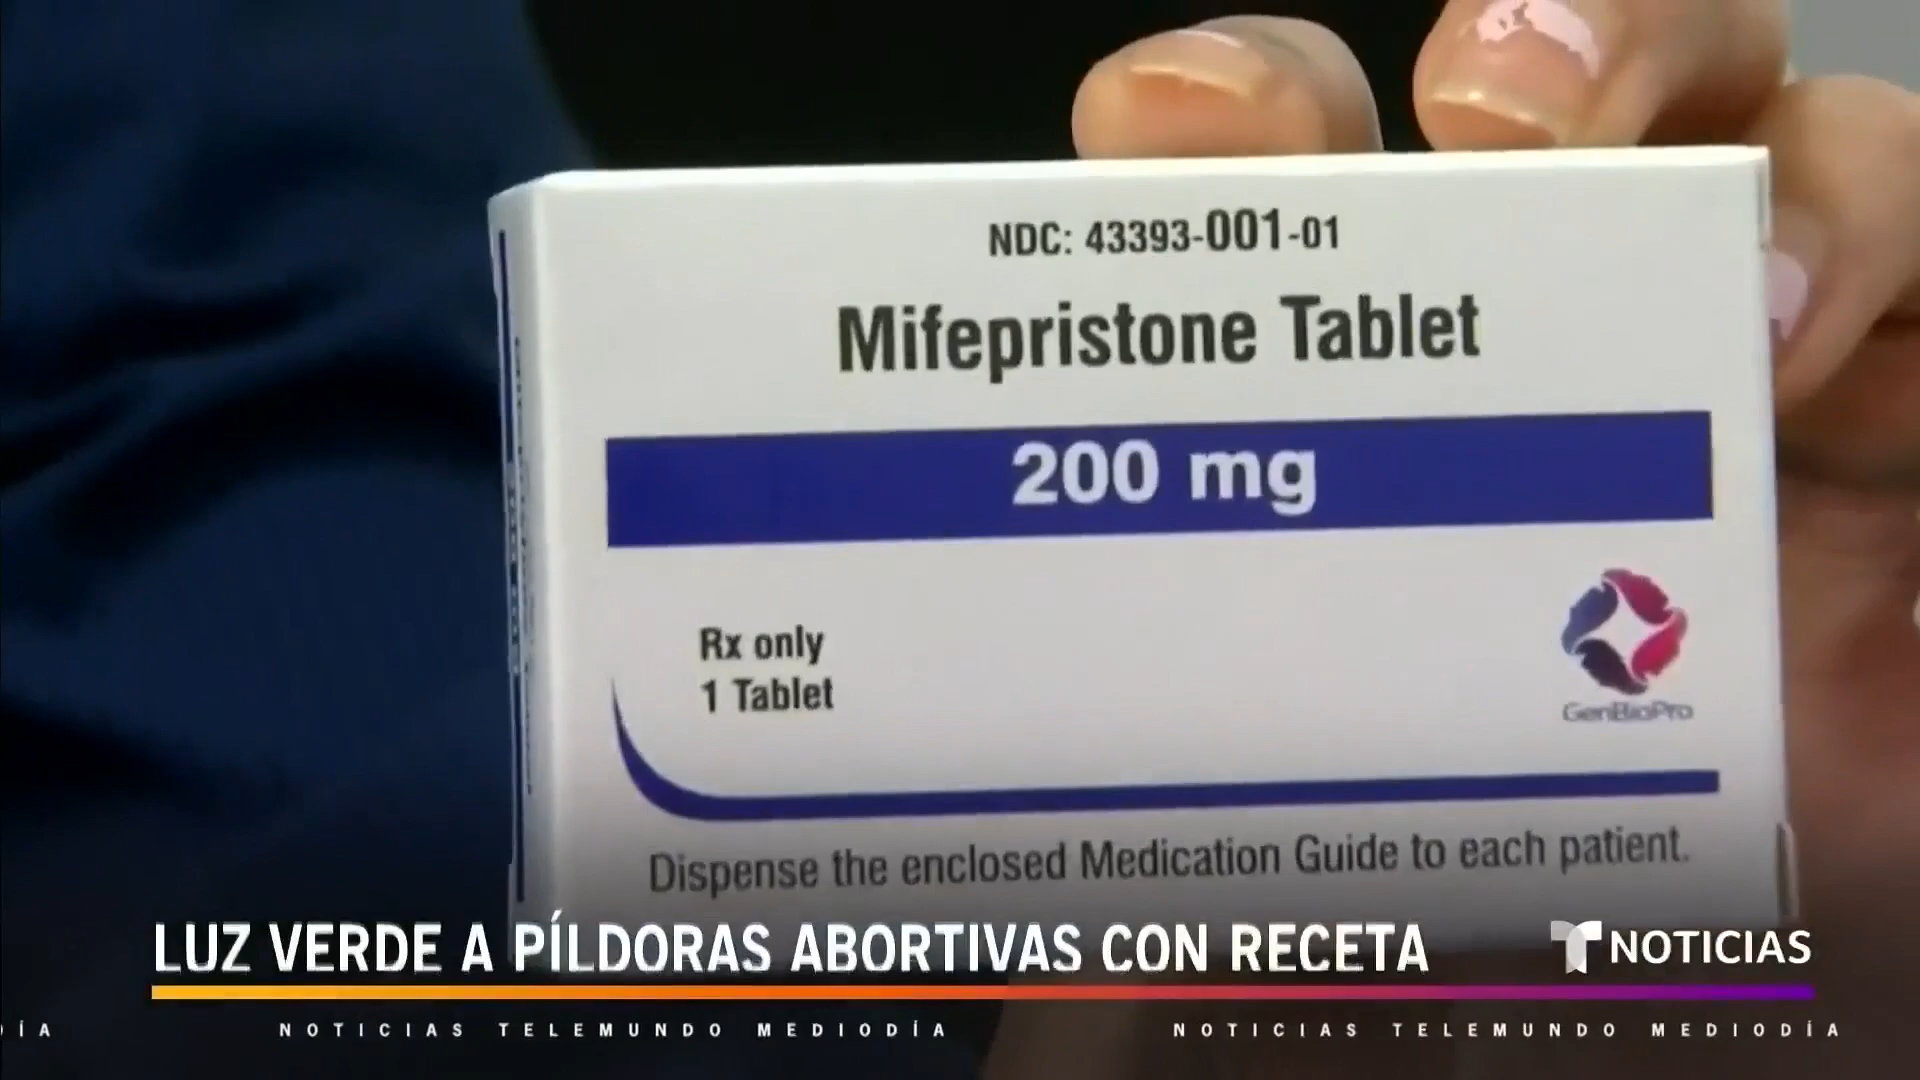 NDC: 43393-001-01
Mifepristone Tablet
200 mg
Rx only
1 Tablet
GenBioPro
Dispense the enclosed Medication Guide to each patient.
LUZ VERDE A PÍLDORAS ABORTIVAS CON RECETA
NOTICIAS
ÍA NOTICIAS TELEMUNDO MEDIODÍA NOTICIAS TELEMUNDO MEDIODÍA